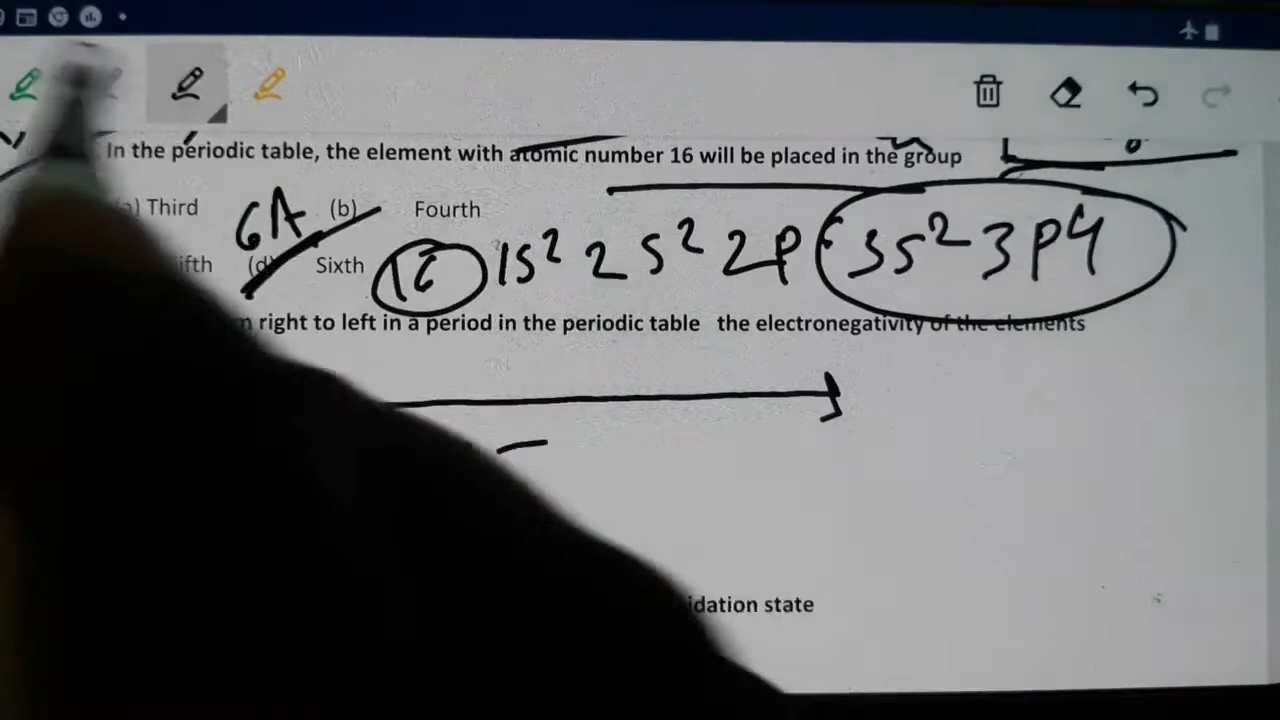 In the periodic table, the element with atomic number 16 will be placed in the group
Third 6A (b) Fourth
ifth (d) Sixth 16 1s² 2s² 2p⁶ 3s² 3p⁴
right to left in a period in the periodic table the electronegativity of the elements
idation state